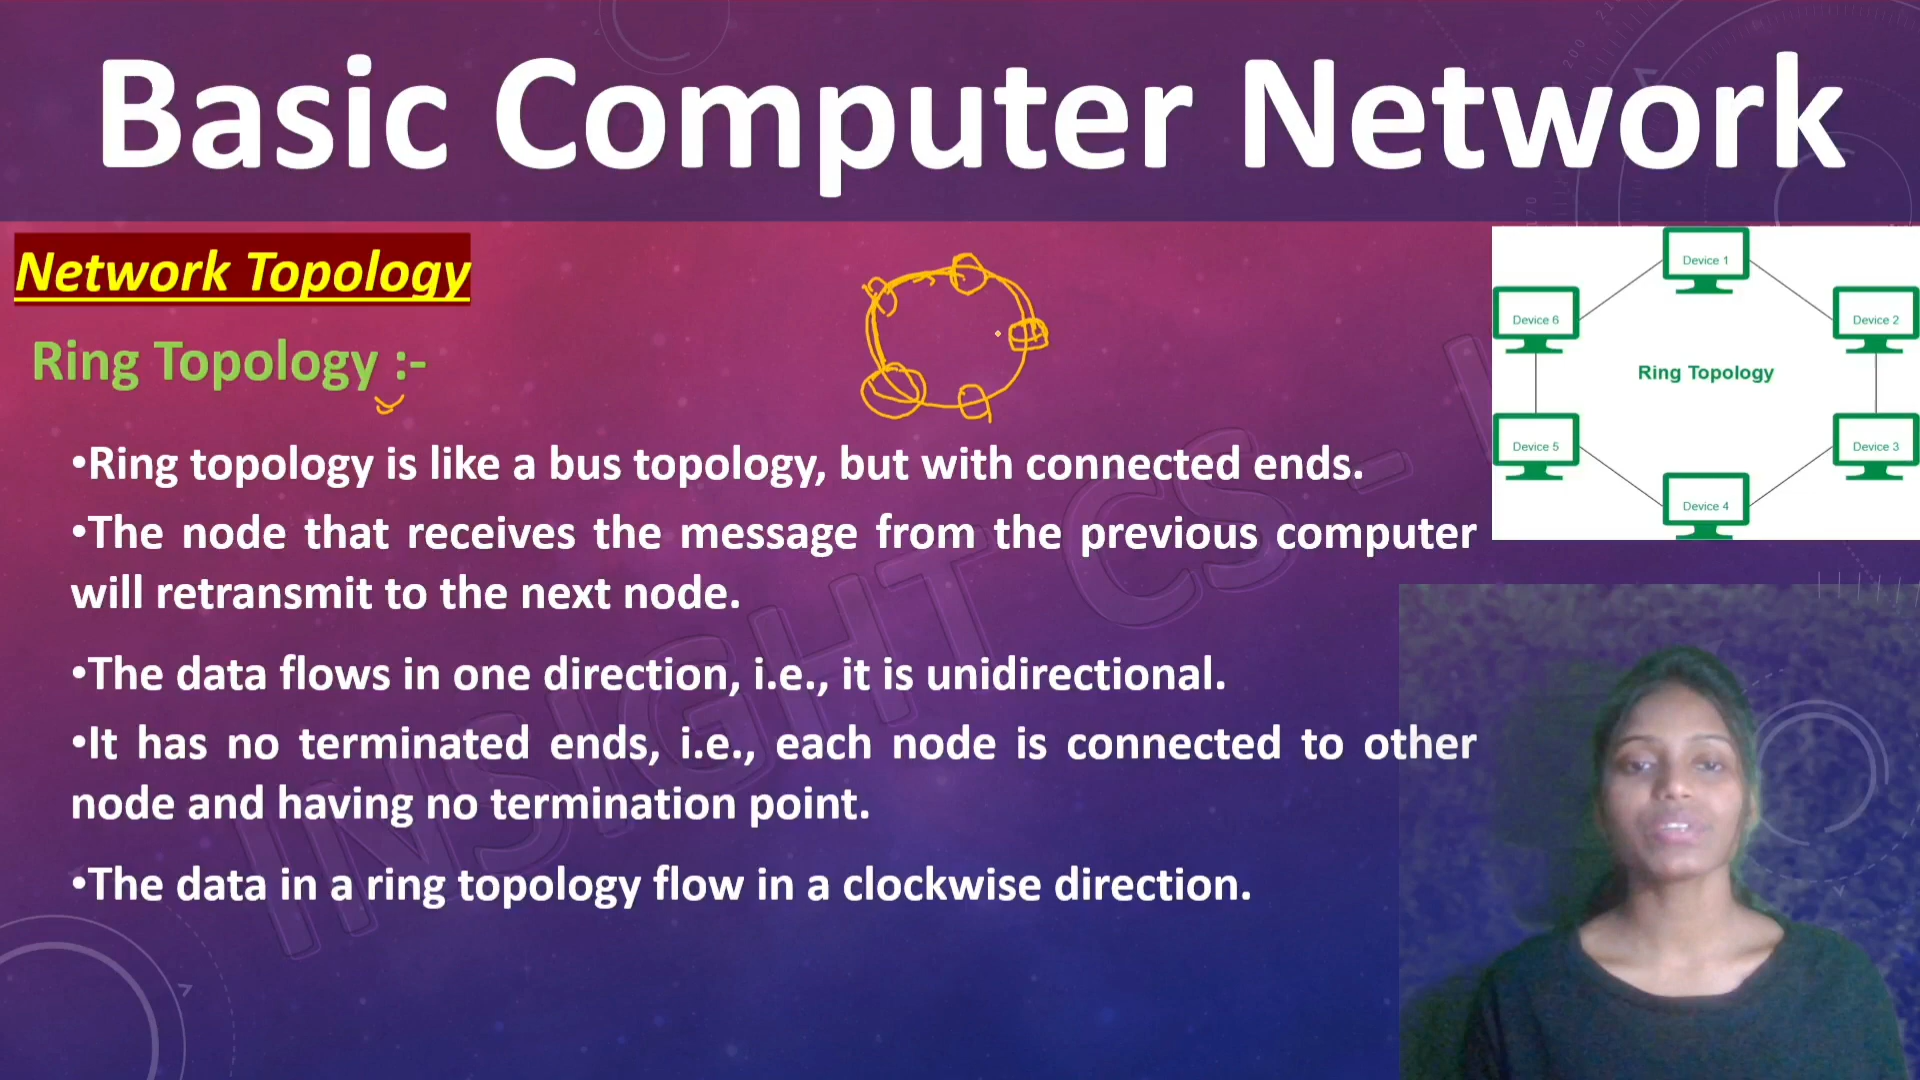 Basic Computer Network
Network Topology
Ring Topology :-
•Ring topology is like a bus topology, but with connected ends.
•The node that receives the message from the previous computer
will retransmit to the next node.
•The data flows in one direction, i.e., it is unidirectional.
•It has no terminated ends, i.e., each node is connected to other
node and having no termination point.
•The data in a ring topology flow in a clockwise direction.
Device 1
Device 6
Device 2
Ring Topology
Device 5
Device 3
Device 4
INSIGHT CS -